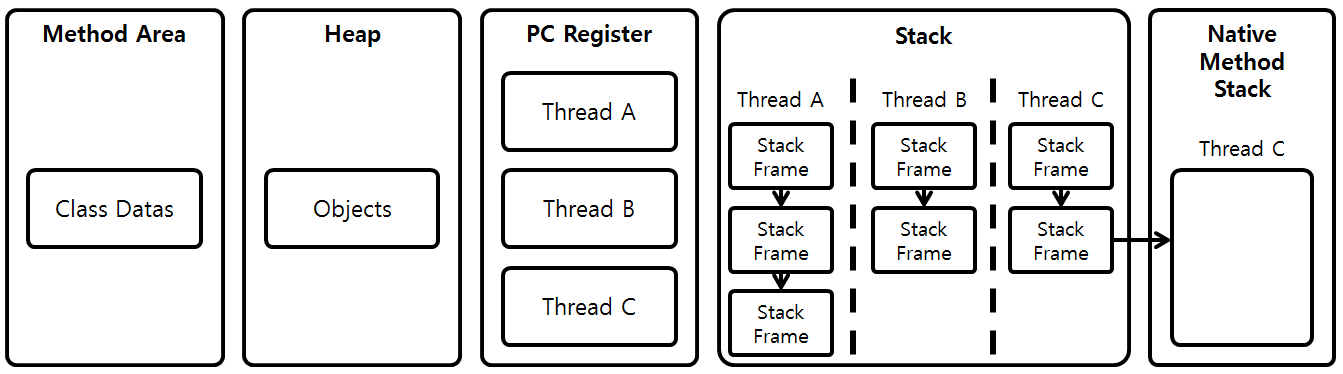 Method Area
Class Datas
Heap
Objects
PC Register
Thread A
Thread B
Thread C
Stack
Thread A
Stack
Frame
Stack
Frame
Stack
Frame
Thread B
Stack
Frame
Stack
Frame
Thread C
Stack
Frame
Stack
Frame
Native
Method
Stack
Thread C